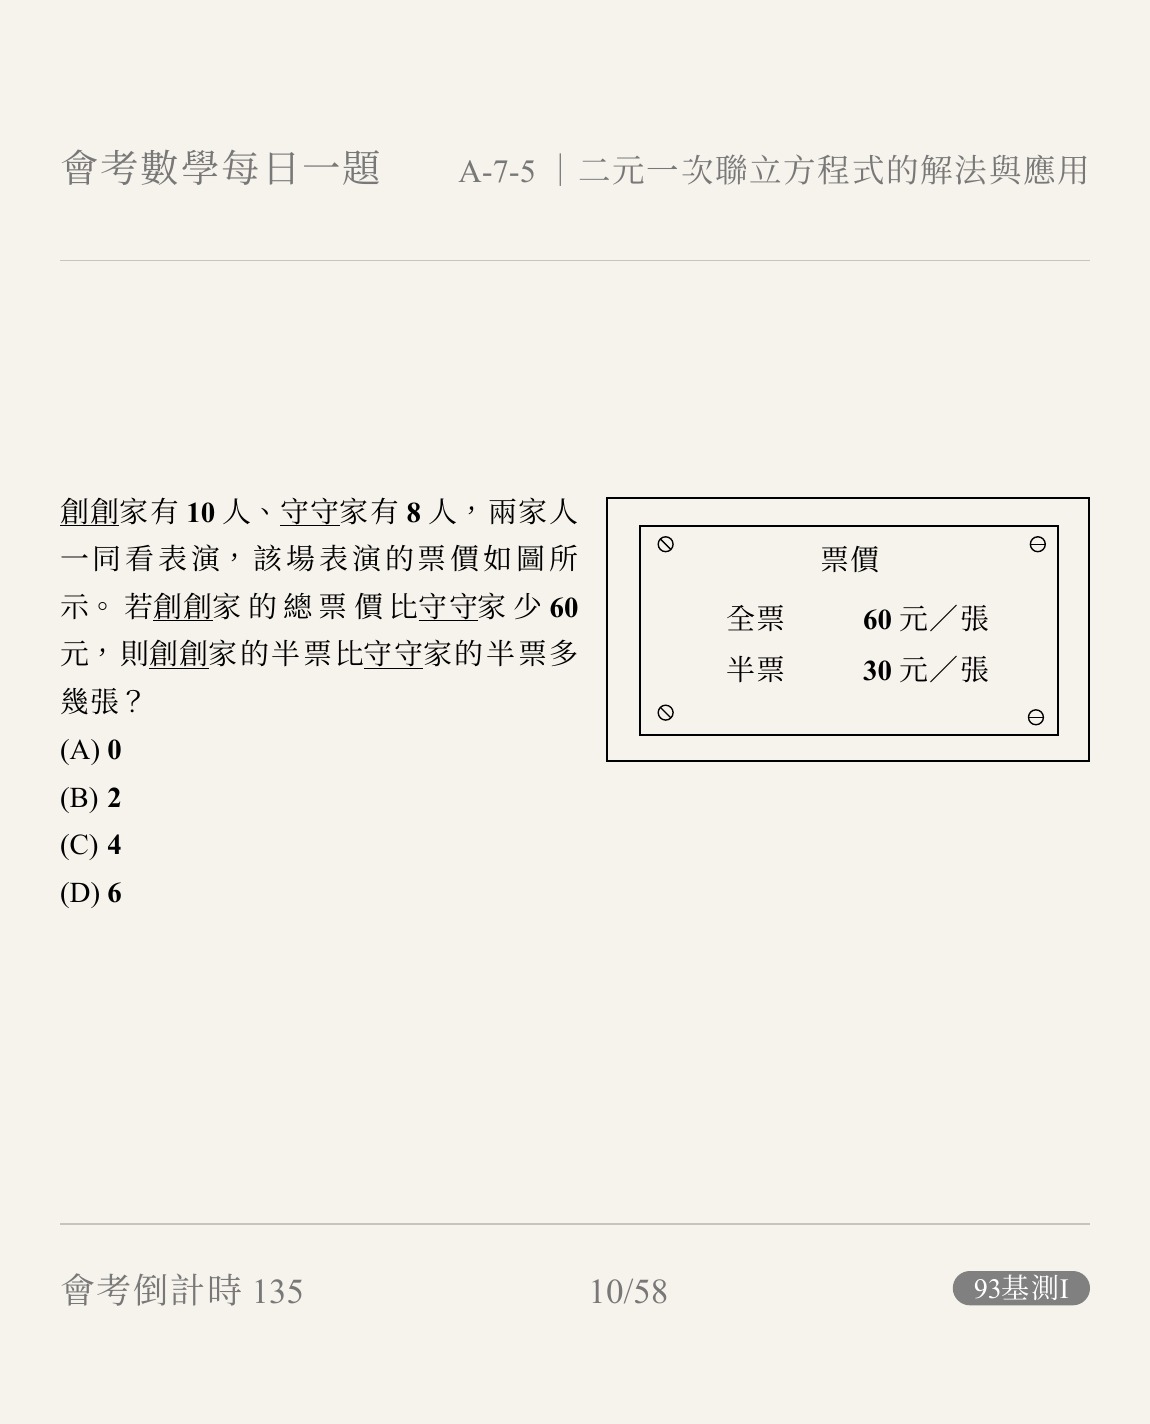 會考數學每日一題
A-7-5｜二元一次聯立方程式的解法與應用
創創家有 10 人、守守家有 8 人，兩家人
一同看表演，該場表演的票價如圖所
示。若創創家的總票價比守守家少 60
元，則創創家的半票比守守家的半票多
幾張？
(A) 0
(B) 2
(C) 4
(D) 6
票價
全票 60 元／張
半票 30 元／張
會考倒計時 135
10/58
93基測I